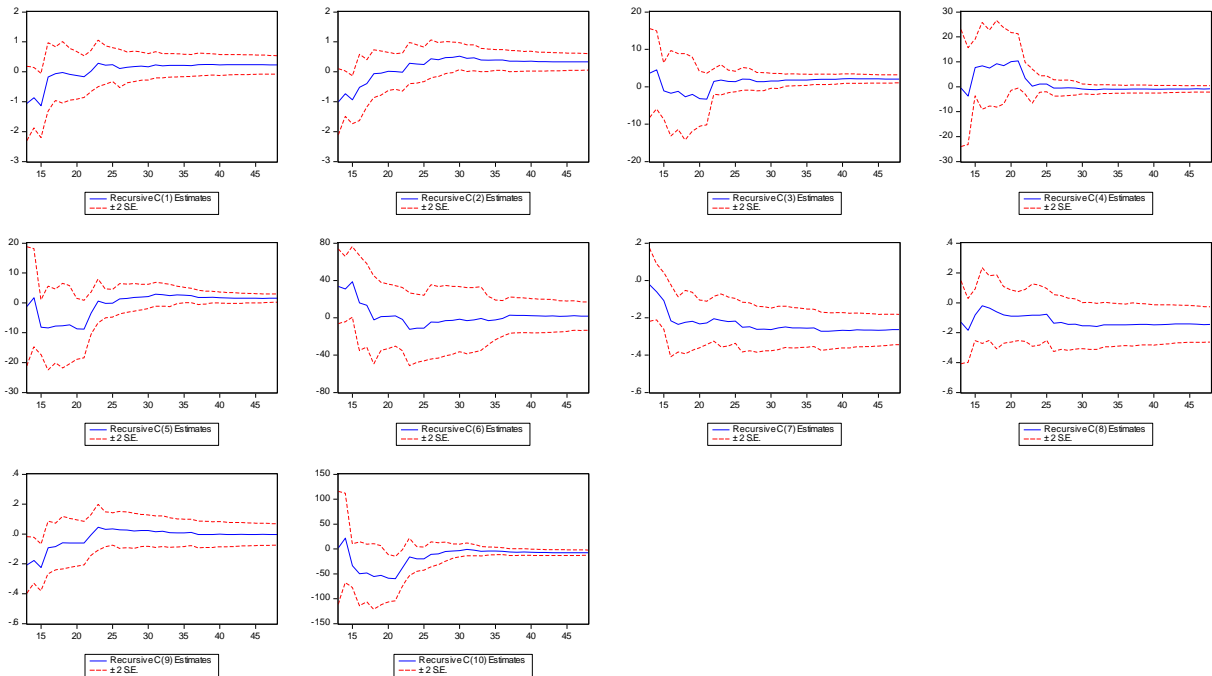 2
1
0
-1
-2
-3
15 20 25 30 35 40 45
Recursive C(1) Estimates
± 2 S.E.
2
1
0
-1
-2
-3
15 20 25 30 35 40 45
Recursive C(2) Estimates
± 2 S.E.
20
10
0
-10
-20
15 20 25 30 35 40 45
Recursive C(3) Estimates
± 2 S.E.
30
20
10
0
-10
-20
-30
15 20 25 30 35 40 45
Recursive C(4) Estimates
± 2 S.E.
20
10
0
-10
-20
-30
15 20 25 30 35 40 45
Recursive C(5) Estimates
± 2 S.E.
80
40
0
-40
-80
15 20 25 30 35 40 45
Recursive C(6) Estimates
± 2 S.E.
.2
.0
-.2
-.4
-.6
15 20 25 30 35 40 45
Recursive C(7) Estimates
± 2 S.E.
.4
.2
.0
-.2
-.4
-.6
15 20 25 30 35 40 45
Recursive C(8) Estimates
± 2 S.E.
.4
.2
.0
-.2
-.4
-.6
15 20 25 30 35 40 45
Recursive C(9) Estimates
± 2 S.E.
150
100
50
0
-50
-100
-150
15 20 25 30 35 40 45
Recursive C(10) Estimates
± 2 S.E.